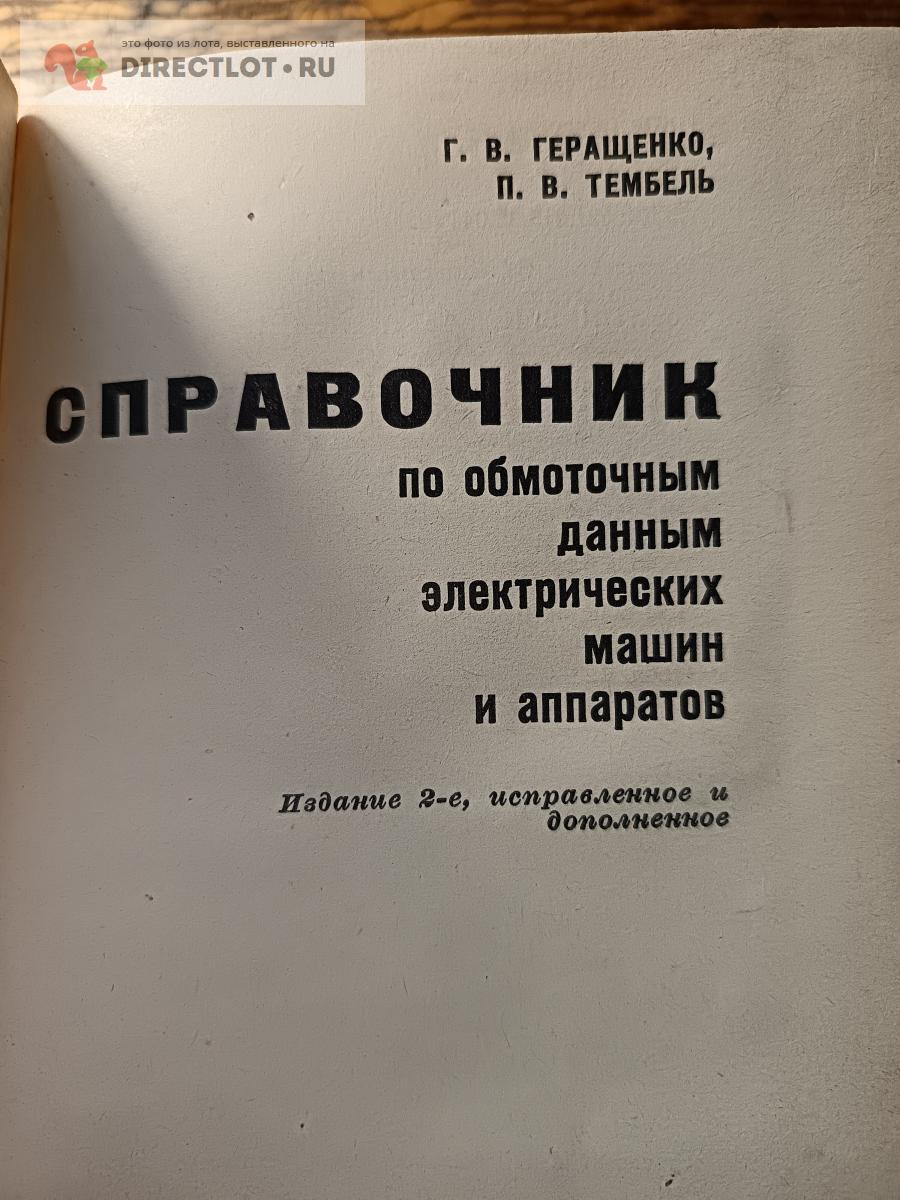 это фото из лота, выставленного на
DIRECTLOT•RU
Г. В. ГЕРАЩЕНКО,
П. В. ТЕМБЕЛЬ
СПРАВОЧНИК
по обмоточным
данным
электрических
машин
и аппаратов
Издание 2-е, исправленное и
дополненное